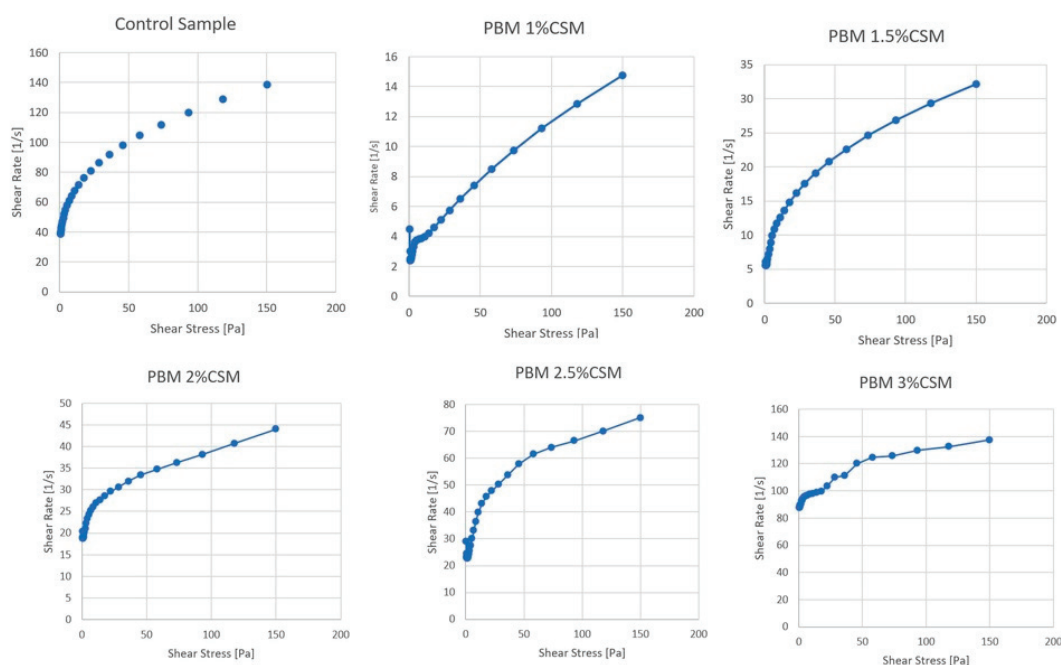 Control Sample
Shear Rate [1/s]
160
140
120
100
80
60
40
20
0
0 50 100 150 200
Shear Stress [Pa]
PBM 1%CSM
Shear Rate [1/s]
16
14
12
10
8
6
4
2
0
0 50 100 150 200
Shear Stress [Pa]
PBM 1.5%CSM
Shear Rate [1/s]
35
30
25
20
15
10
5
0
0 50 100 150 200
Shear Stress [Pa]
PBM 2%CSM
Shear Rate [1/s]
50
45
40
35
30
25
20
15
10
5
0
0 50 100 150 200
Shear Stress [Pa]
PBM 2.5%CSM
Shear Rate [1/s]
80
70
60
50
40
30
20
10
0
0 50 100 150 200
Shear Stress [Pa]
PBM 3%CSM
Shear Rate [1/s]
160
140
120
100
80
60
40
20
0
0 50 100 150 200
Shear Stress [Pa]